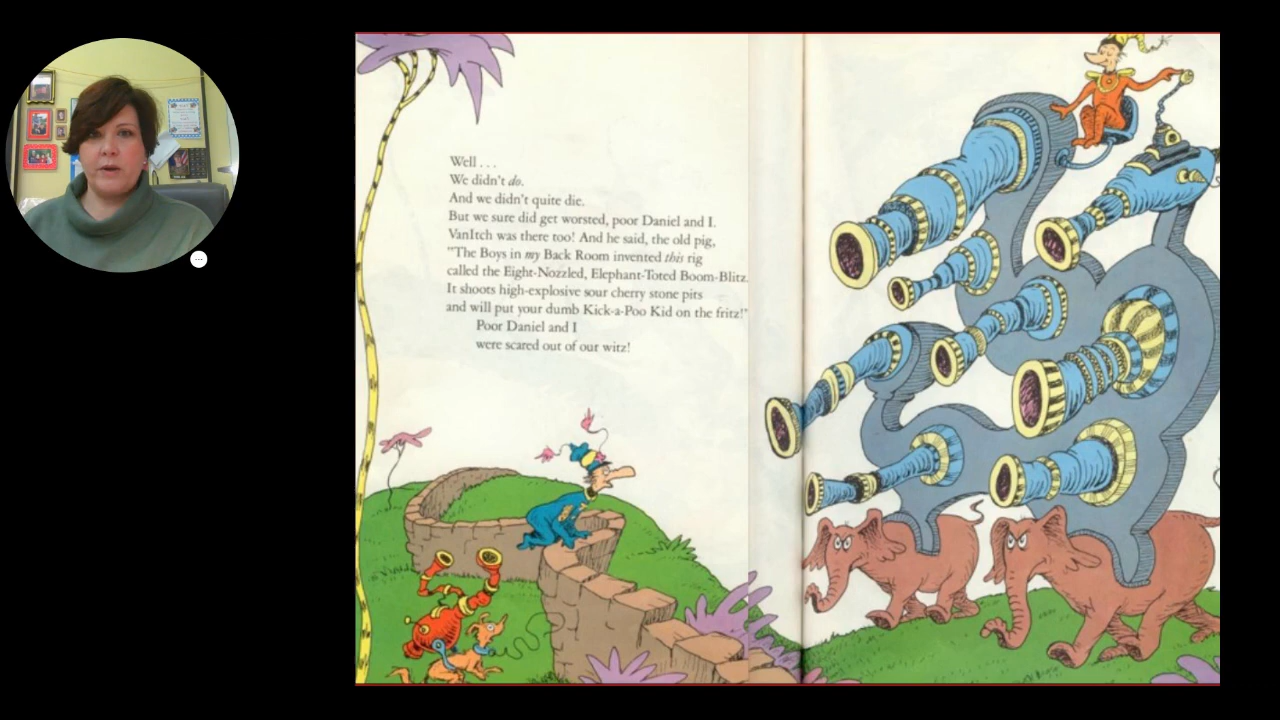 Well . . .
We didn't do.
And we didn't quite die.
But we sure did get worsted, poor Daniel and I.
VanItch was there too! And he said, the old pig,
"The Boys in my Back Room invented this rig
called the Eight-Nozzled, Elephant-Toted Boom-Blitz.
It shoots high-explosive sour cherry stone pits
and will put your dumb Kick-a-Poo Kid on the fritz!"
Poor Daniel and I
were scared out of our witz!